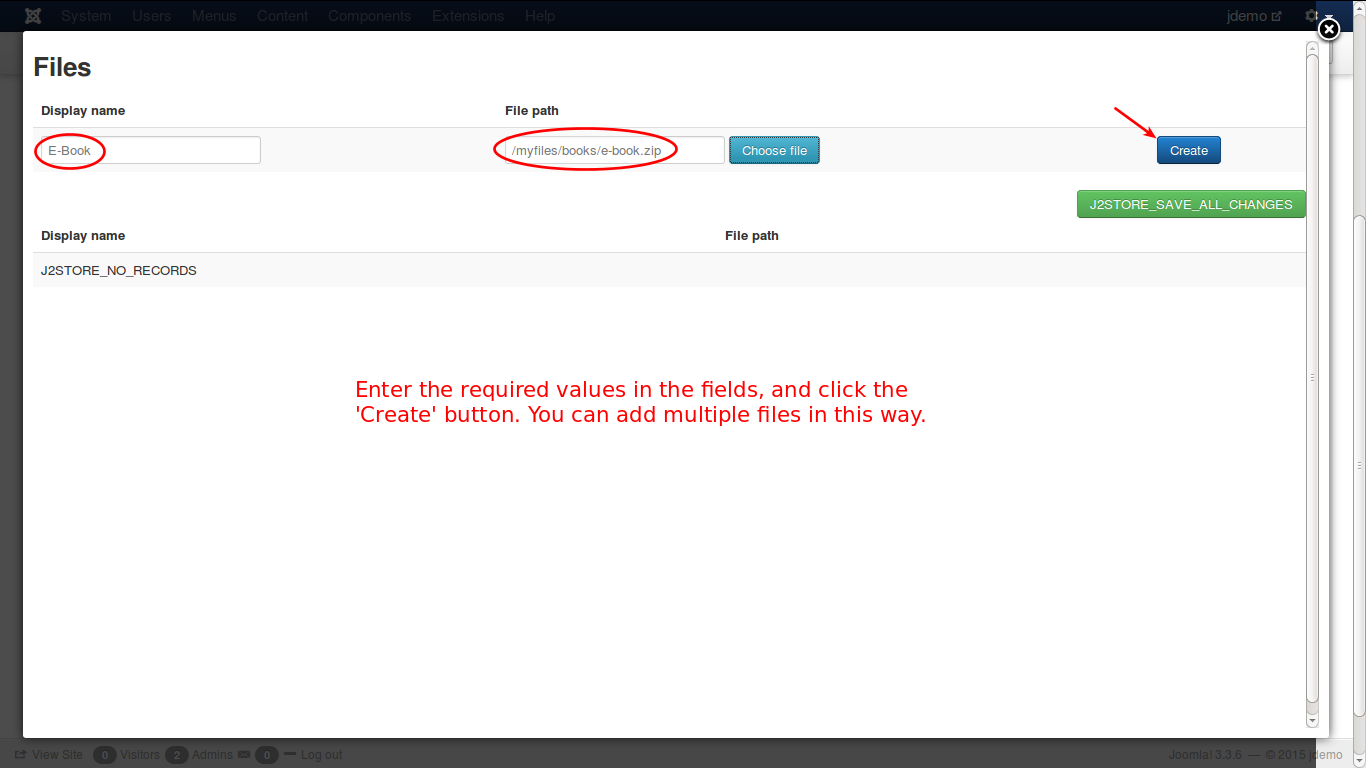 System Users Menus Content Components Extensions Help jdemo
Files
Display name File path
E-Book /myfiles/books/e-book.zip Choose file Create
J2STORE_SAVE_ALL_CHANGES
Display name File path
J2STORE_NO_RECORDS
Enter the required values in the fields, and click the
'Create' button. You can add multiple files in this way.
View Site 0 Visitors 2 Admins 0 Log out Joomla! 3.3.6 — © 2015 jdemo